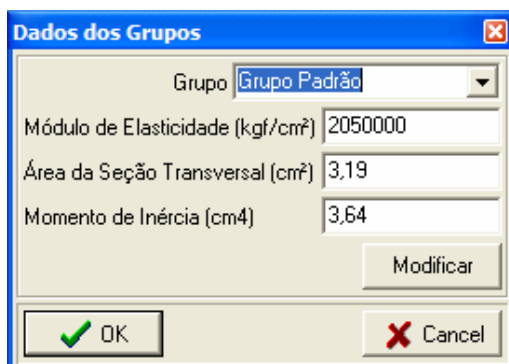 Dados dos Grupos
Grupo Grupo Padrão
Módulo de Elasticidade (kgf/cm²) 2050000
Área da Seção Transversal (cm²) 3,19
Momento de Inércia (cm4) 3,64
Modificar
OK Cancel